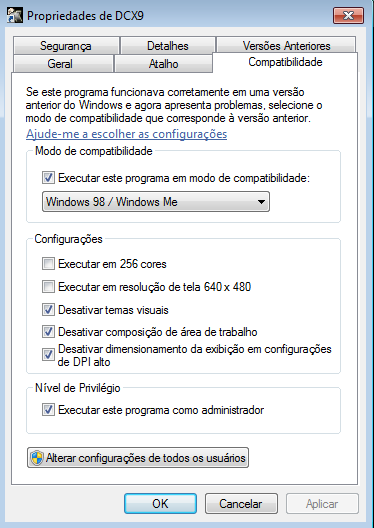 Propriedades de DCX9
Segurança Detalhes Versões Anteriores
Geral Atalho Compatibilidade
Se este programa funcionava corretamente em uma versão
anterior do Windows e agora apresenta problemas, selecione o
modo de compatibilidade que corresponde à versão anterior.
Ajude-me a escolher as configurações
Modo de compatibilidade
Executar este programa em modo de compatibilidade:
Windows 98 / Windows Me
Configurações
Executar em 256 cores
Executar em resolução de tela 640 x 480
Desativar temas visuais
Desativar composição de área de trabalho
Desativar dimensionamento da exibição em configurações
de DPI alto
Nível de Privilégio
Executar este programa como administrador
Alterar configurações de todos os usuários
OK Cancelar Aplicar